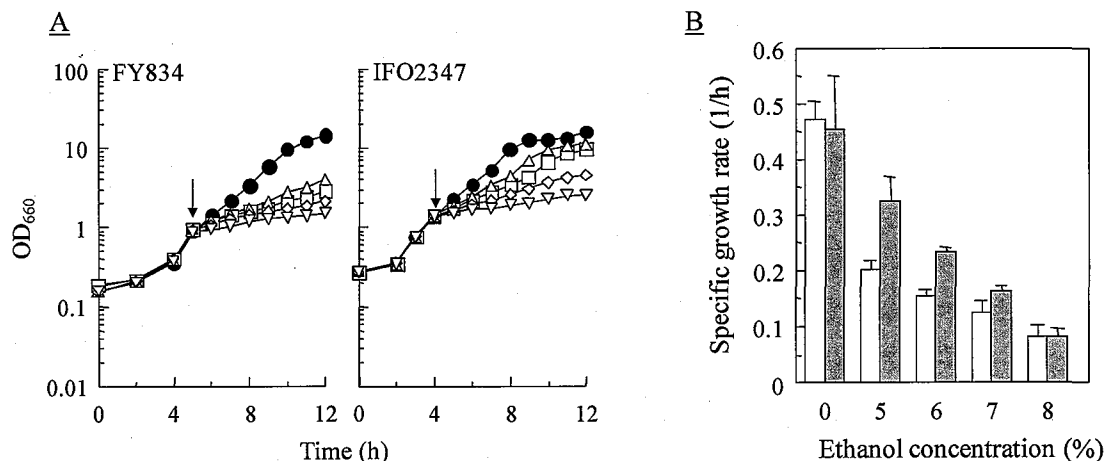 A
FY834
IFO2347
OD660
100
10
1
0.1
0.01
0 4 8 12
0 4 8 12
Time (h)
B
Specific growth rate (1/h)
0.6
0.5
0.4
0.3
0.2
0.1
0
0 5 6 7 8
Ethanol concentration (%)